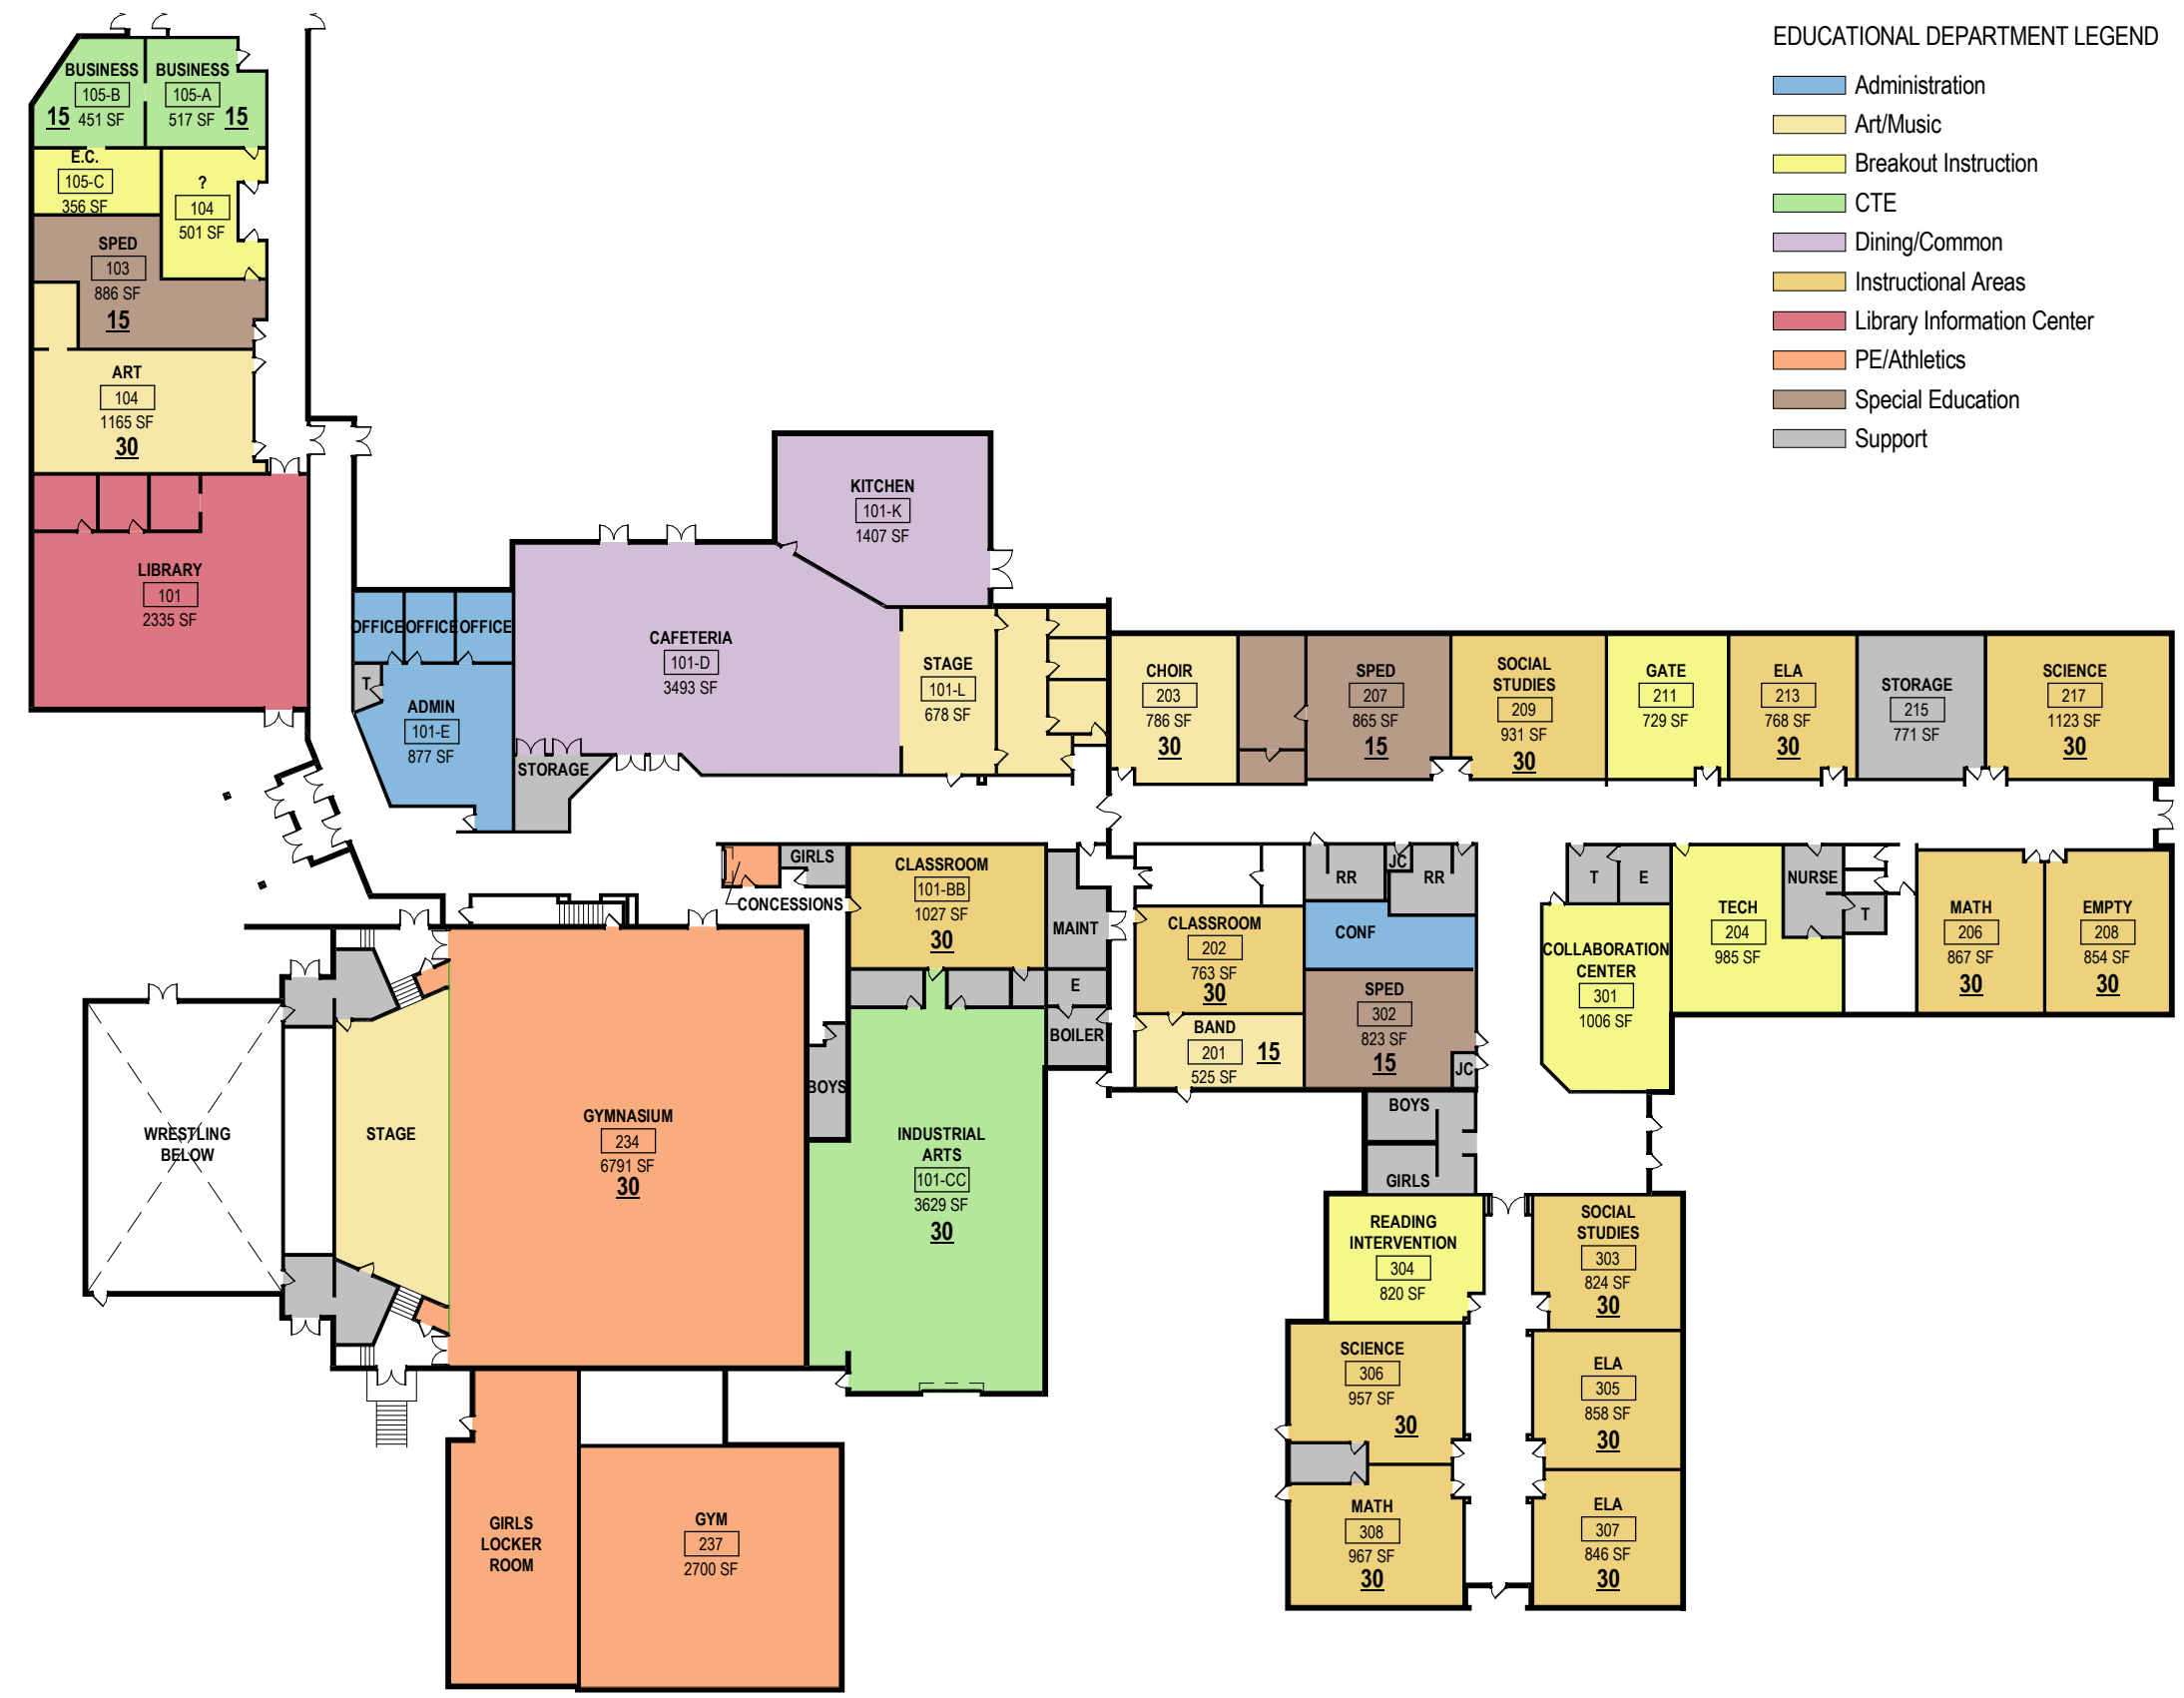 EDUCATIONAL DEPARTMENT LEGEND
Administration
Art/Music
Breakout Instruction
CTE
Dining/Common
Instructional Areas
Library Information Center
PE/Athletics
Special Education
Support
BUSINESS
105-B
15 451 SF
BUSINESS
105-A
517 SF 15
E.C.
105-C
356 SF
?
104
501 SF
SPED
103
886 SF
15
ART
104
1165 SF
30
LIBRARY
101
2335 SF
OFFICE
OFFICE
OFFICE
T
ADMIN
101-E
877 SF
STORAGE
KITCHEN
101-K
1407 SF
CAFETERIA
101-D
3493 SF
STAGE
101-L
678 SF
CHOIR
203
786 SF
30
SPED
207
865 SF
15
SOCIAL
STUDIES
209
931 SF
30
GATE
211
729 SF
ELA
213
768 SF
30
STORAGE
215
771 SF
SCIENCE
217
1123 SF
30
GIRLS
CONCESSIONS
CLASSROOM
101-BB
1027 SF
30
MAINT
E
BOILER
CLASSROOM
202
763 SF
30
BAND
201 15
525 SF
RR
JC
RR
CONF
SPED
302
823 SF
15
JC
T
E
COLLABORATION
CENTER
301
1006 SF
TECH
204
985 SF
NURSE
T
MATH
206
867 SF
30
EMPTY
208
854 SF
30
WRESTLING
BELOW
STAGE
GYMNASIUM
234
6791 SF
30
BOYS
INDUSTRIAL
ARTS
101-CC
3629 SF
30
BOYS
GIRLS
READING
INTERVENTION
304
820 SF
SOCIAL
STUDIES
303
824 SF
30
SCIENCE
306
957 SF
30
ELA
305
858 SF
30
MATH
308
967 SF
30
ELA
307
846 SF
30
GIRLS
LOCKER
ROOM
GYM
237
2700 SF